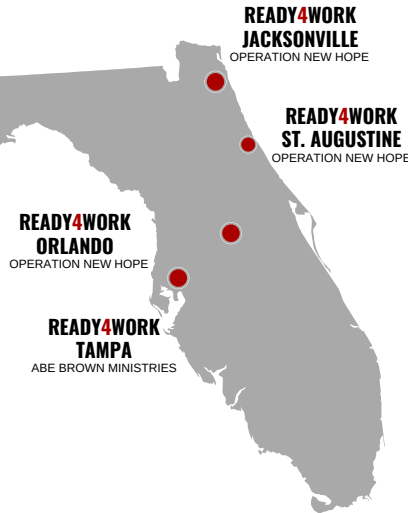 READY4WORK
JACKSONVILLE
OPERATION NEW HOPE
READY4WORK
ST. AUGUSTINE
OPERATION NEW HOPE
READY4WORK
ORLANDO
OPERATION NEW HOPE
READY4WORK
TAMPA
ABE BROWN MINISTRIES